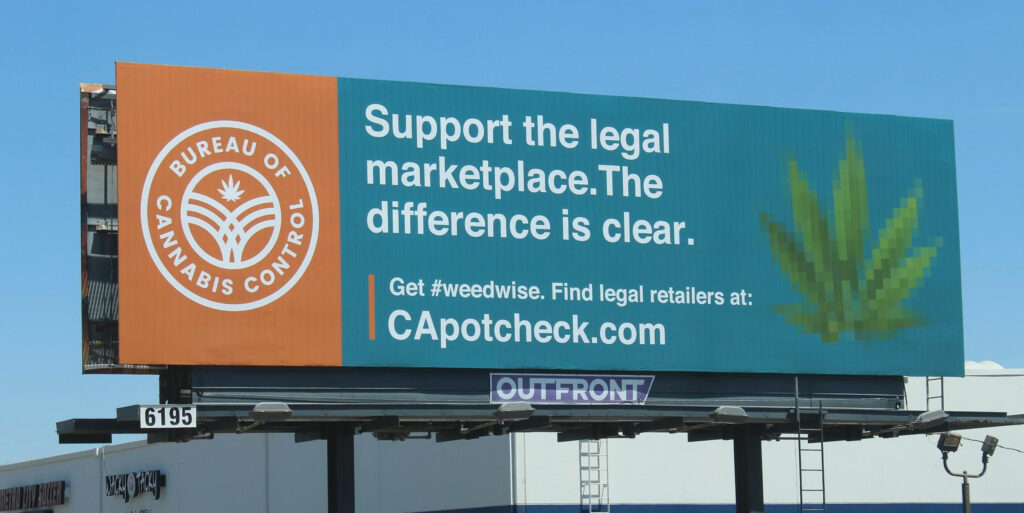 BUREAU OF
CANNABIS CONTROL
Support the legal
marketplace.The
difference is clear.
Get #weedwise. Find legal retailers at:
CApotcheck.com
OUTFRONT
6195